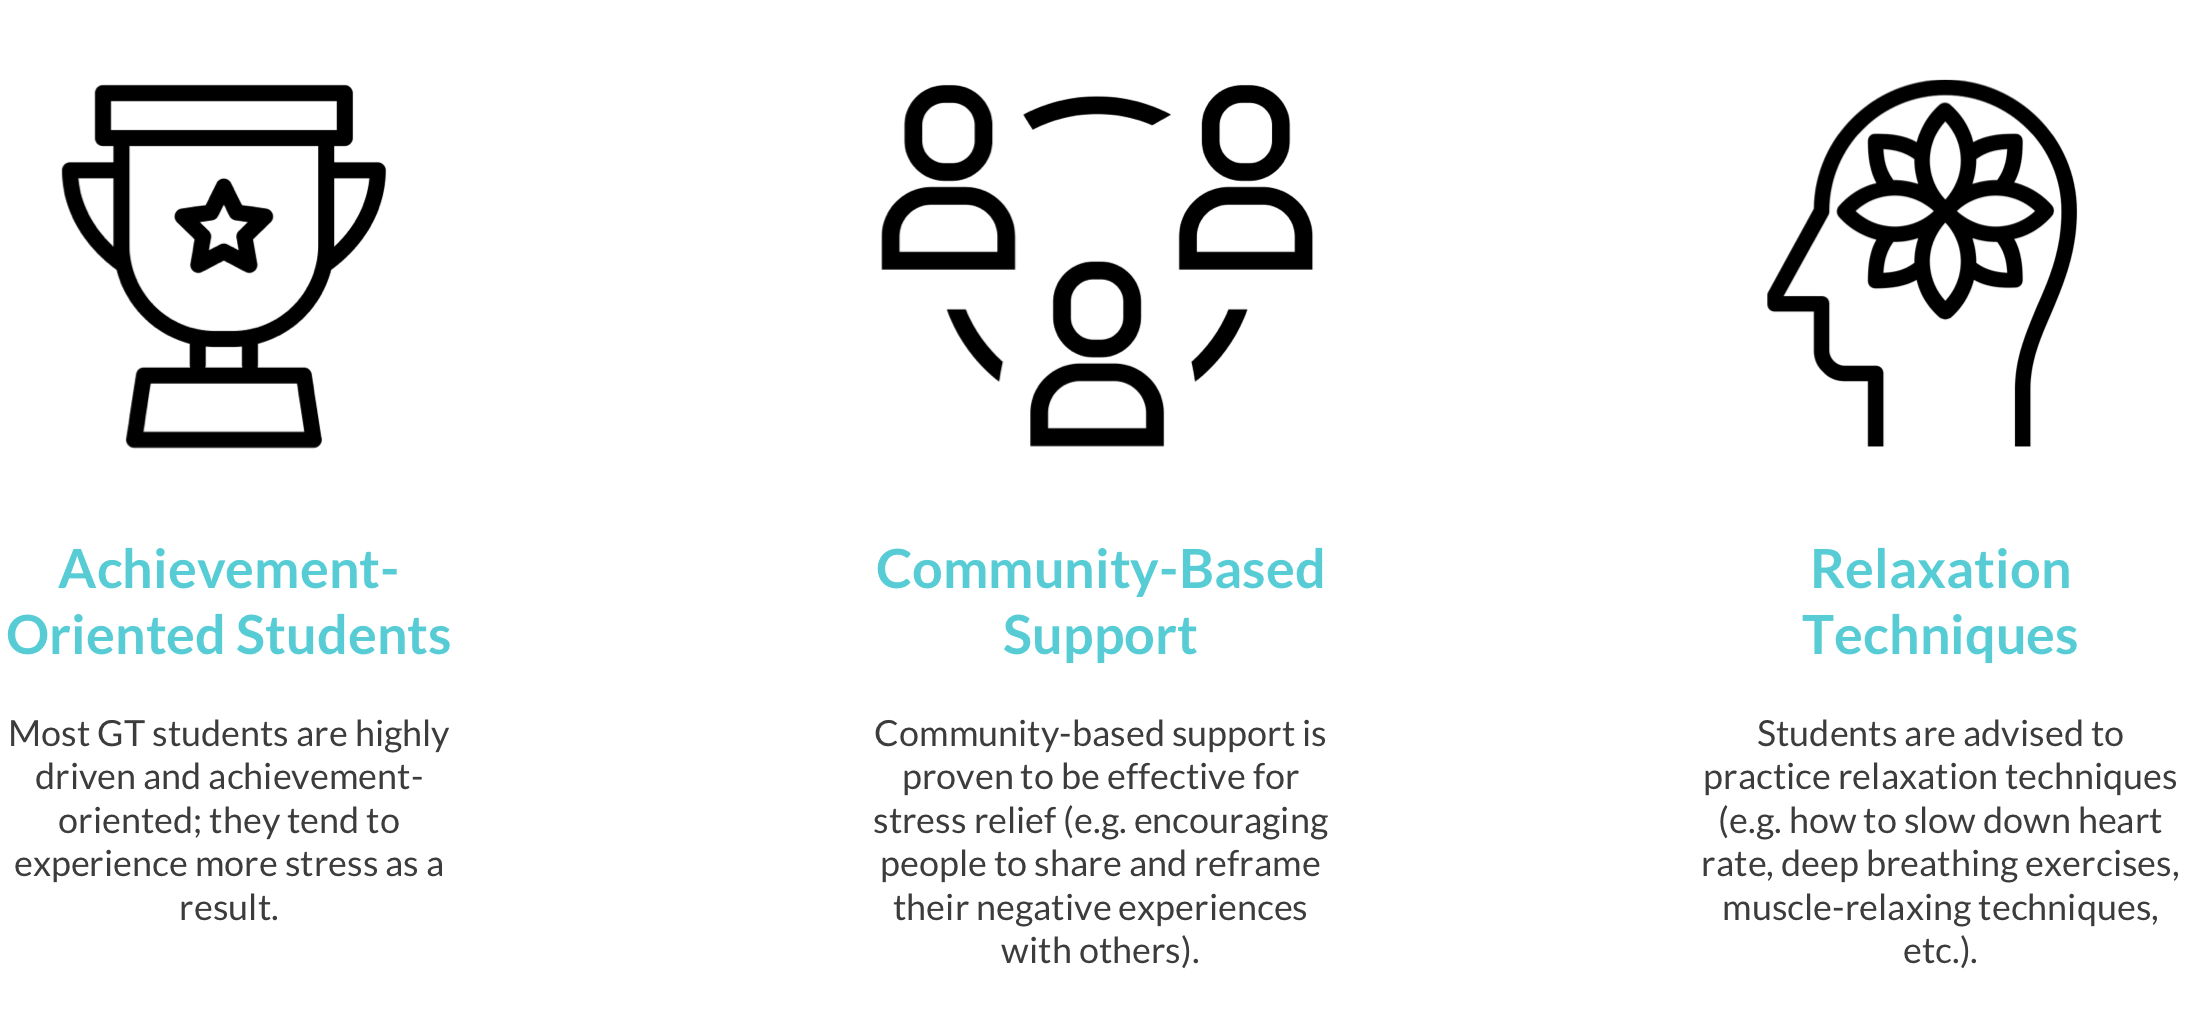 Achievement-
Oriented Students
Most GT students are highly
driven and achievement-
oriented; they tend to
experience more stress as a
result.
Community-Based
Support
Community-based support is
proven to be effective for
stress relief (e.g. encouraging
people to share and reframe
their negative experiences
with others).
Relaxation
Techniques
Students are advised to
practice relaxation techniques
(e.g. how to slow down heart
rate, deep breathing exercises,
muscle-relaxing techniques,
etc.).